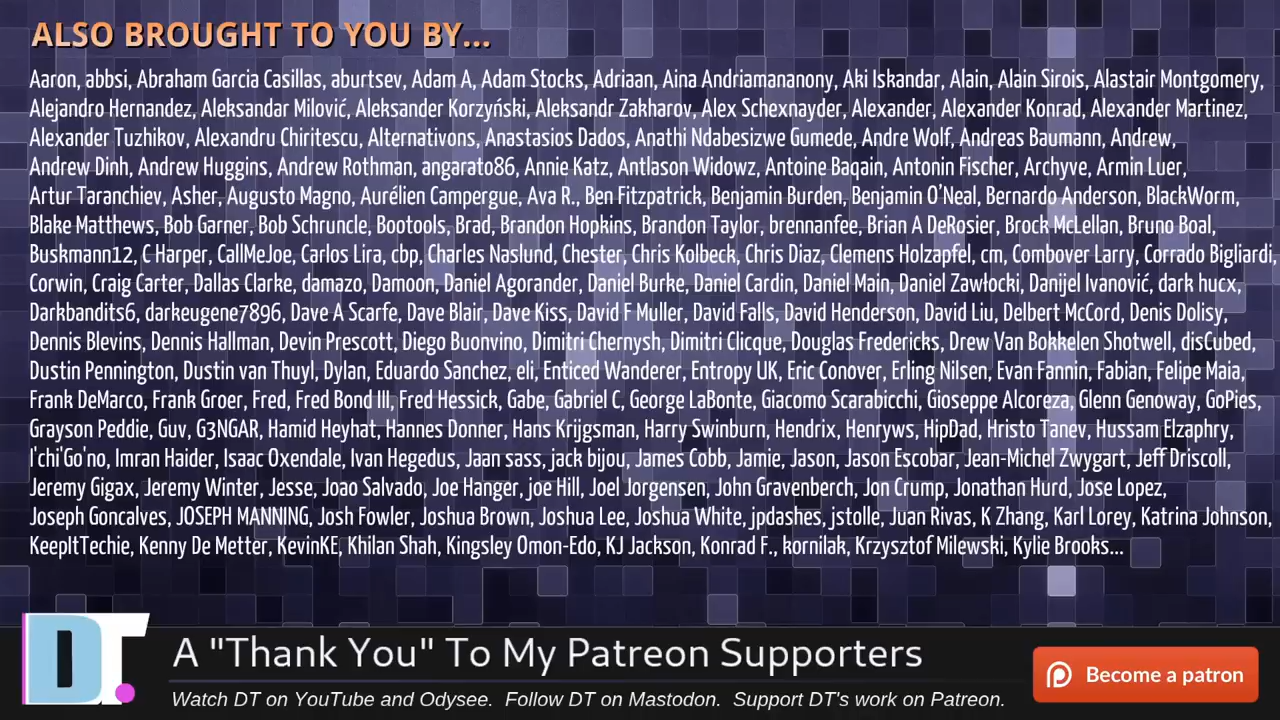 ALSO BROUGHT TO YOU BY...
Aaron, abbsi, Abraham Garcia Casillas, aburtsev, Adam A, Adam Stocks, Adriaan, Aina Andriamananony, Aki Iskandar, Alain, Alain Sirois, Alastair Montgomery,
Alejandro Hernandez, Aleksandar Milović, Aleksander Korzyński, Aleksandr Zakharov, Alex Schexnayder, Alexander, Alexander Konrad, Alexander Martinez,
Alexander Tuzhikov, Alexandru Chiritescu, Alternativons, Anastasios Dados, Anathi Ndabesizwe Gumede, Andre Wolf, Andreas Baumann, Andrew,
Andrew Dinh, Andrew Huggins, Andrew Rothman, angarato86, Annie Katz, Antlason Widowz, Antoine Baqain, Antonin Fischer, Archyve, Armin Luer,
Artur Taranchiev, Asher, Augusto Magno, Aurélien Campergue, Ava R., Ben Fitzpatrick, Benjamin Burden, Benjamin O'Neal, Bernardo Anderson, BlackWorm,
Blake Matthews, Bob Garner, Bob Schruncle, Bootools, Brad, Brandon Hopkins, Brandon Taylor, brennanfee, Brian A DeRosier, Brock McLellan, Bruno Boal,
Buskmann12, C Harper, CallMeJoe, Carlos Lira, cbp, Charles Naslund, Chester, Chris Kolbeck, Chris Diaz, Clemens Holzapfel, cn, Combover Larry, Corrado Bigliardi,
Corwin, Craig Carter, Dallas Clarke, damazo, Damoon, Daniel Agorander, Daniel Burke, Daniel Cardin, Daniel Main, Daniel Zawłocki, Danijel Ivanović, dark hucx,
Darkbandits6, darkeugene7896, Dave A Scarfe, Dave Blair, Dave Kiss, David F Muller, David Falls, David Henderson, David Liu, Delbert McCord, Denis Dolisy,
Dennis Blevins, Dennis Hallman, Devin Prescott, Diego Buonvino, Dimitri Chernysh, Dimitri Clicque, Douglas Fredericks, Drew Van Bokkelen Shotwell, disCubed,
Dustin Pennington, Dustin van Thuyl, Dylan, Eduardo Sanchez, eli, Enticed Wanderer, Entropy UK, Eric Conover, Erling Nilsen, Evan Fannin, Fabian, Felipe Maia,
Frank DeMarco, Frank Groer, Fred, Fred Bond III, Fred Hessick, Gabe, Gabriel C, George LaBonte, Giacomo Scarabicchi, Gioseppe Alcoreza, Glenn Genoway, GoPies,
Grayson Peddie, Guv, G3NGAR, Hamid Heyhat, Hannes Donner, Hans Krijgsman, Harry Swinburn, Hendrix, Henryws, HipDad, Hristo Tanev, Hussam Elzaphry,
I'chi'Go'no, Imran Haider, Isaac Oxendale, Ivan Hegedus, Jaan sass, jack bijou, James Cobb, Jamie, Jason, Jason Escobar, Jean-Michel Zwygart, Jeff Driscoll,
Jeremy Gigax, Jeremy Winter, Jesse, Joao Salvado, Joe Hanger, joe Hill, Joel Jorgensen, John Gravenberch, Jon Crump, Jonathan Hurd, Jose Lopez,
Joseph Goncalves, JOSEPH MANNING, Josh Fowler, Joshua Brown, Joshua Lee, Joshua White, jpdashes, jstolle, Juan Rivas, K Zhang, Karl Lorey, Katrina Johnson,
KeepItTechie, Kenny De Metter, KevinKE, Khilan Shah, Kingsley Omon-Edo, KJ Jackson, Konrad F., kornilak, Krzysztof Milewski, Kylie Brooks...
DT.
A "Thank You" To My Patreon Supporters
Watch DT on YouTube and Odysee. Follow DT on Mastodon. Support DT's work on Patreon.
Become a patron